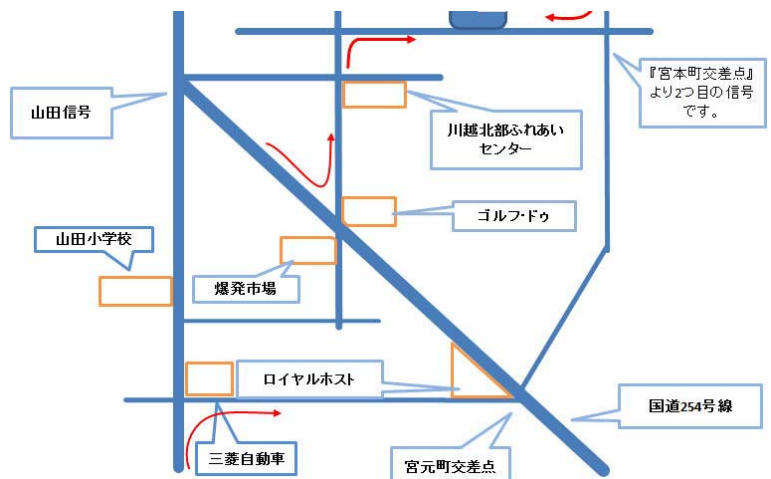 山田信号
『宮本町交差点』
より2つ目の信号
です。
川越北部ふれあい
センター
ゴルフ・ドゥ
山田小学校
爆発市場
ロイヤルホスト
国道254号線
三菱自動車
宮元町交差点